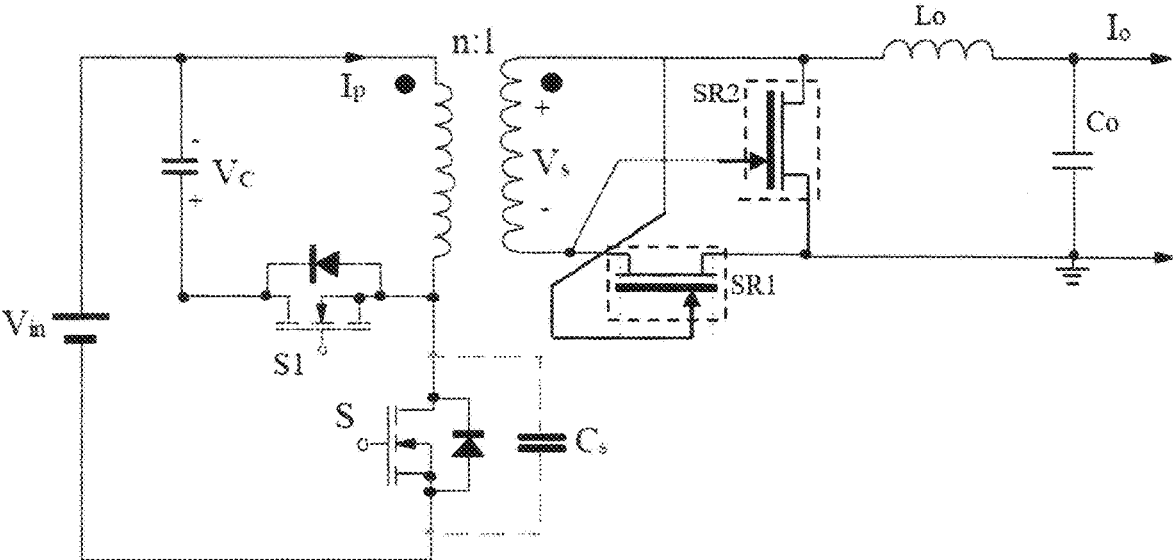 Lo
Io
n:1
Ip
SR2
+
-
VC
+
Vs
Co
-
SR1
Vin
S1
S
Cs